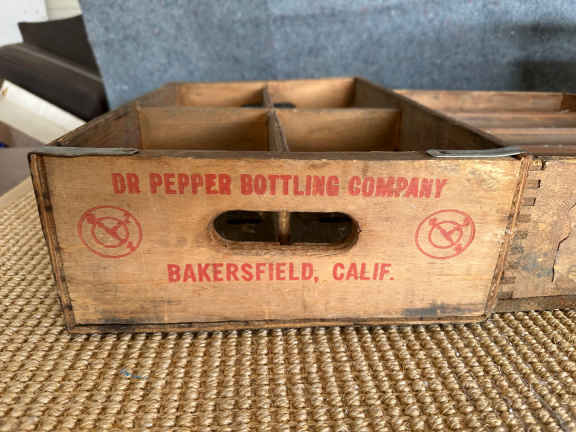 DR PEPPER BOTTLING COMPANY
BAKERSFIELD, CALIF.